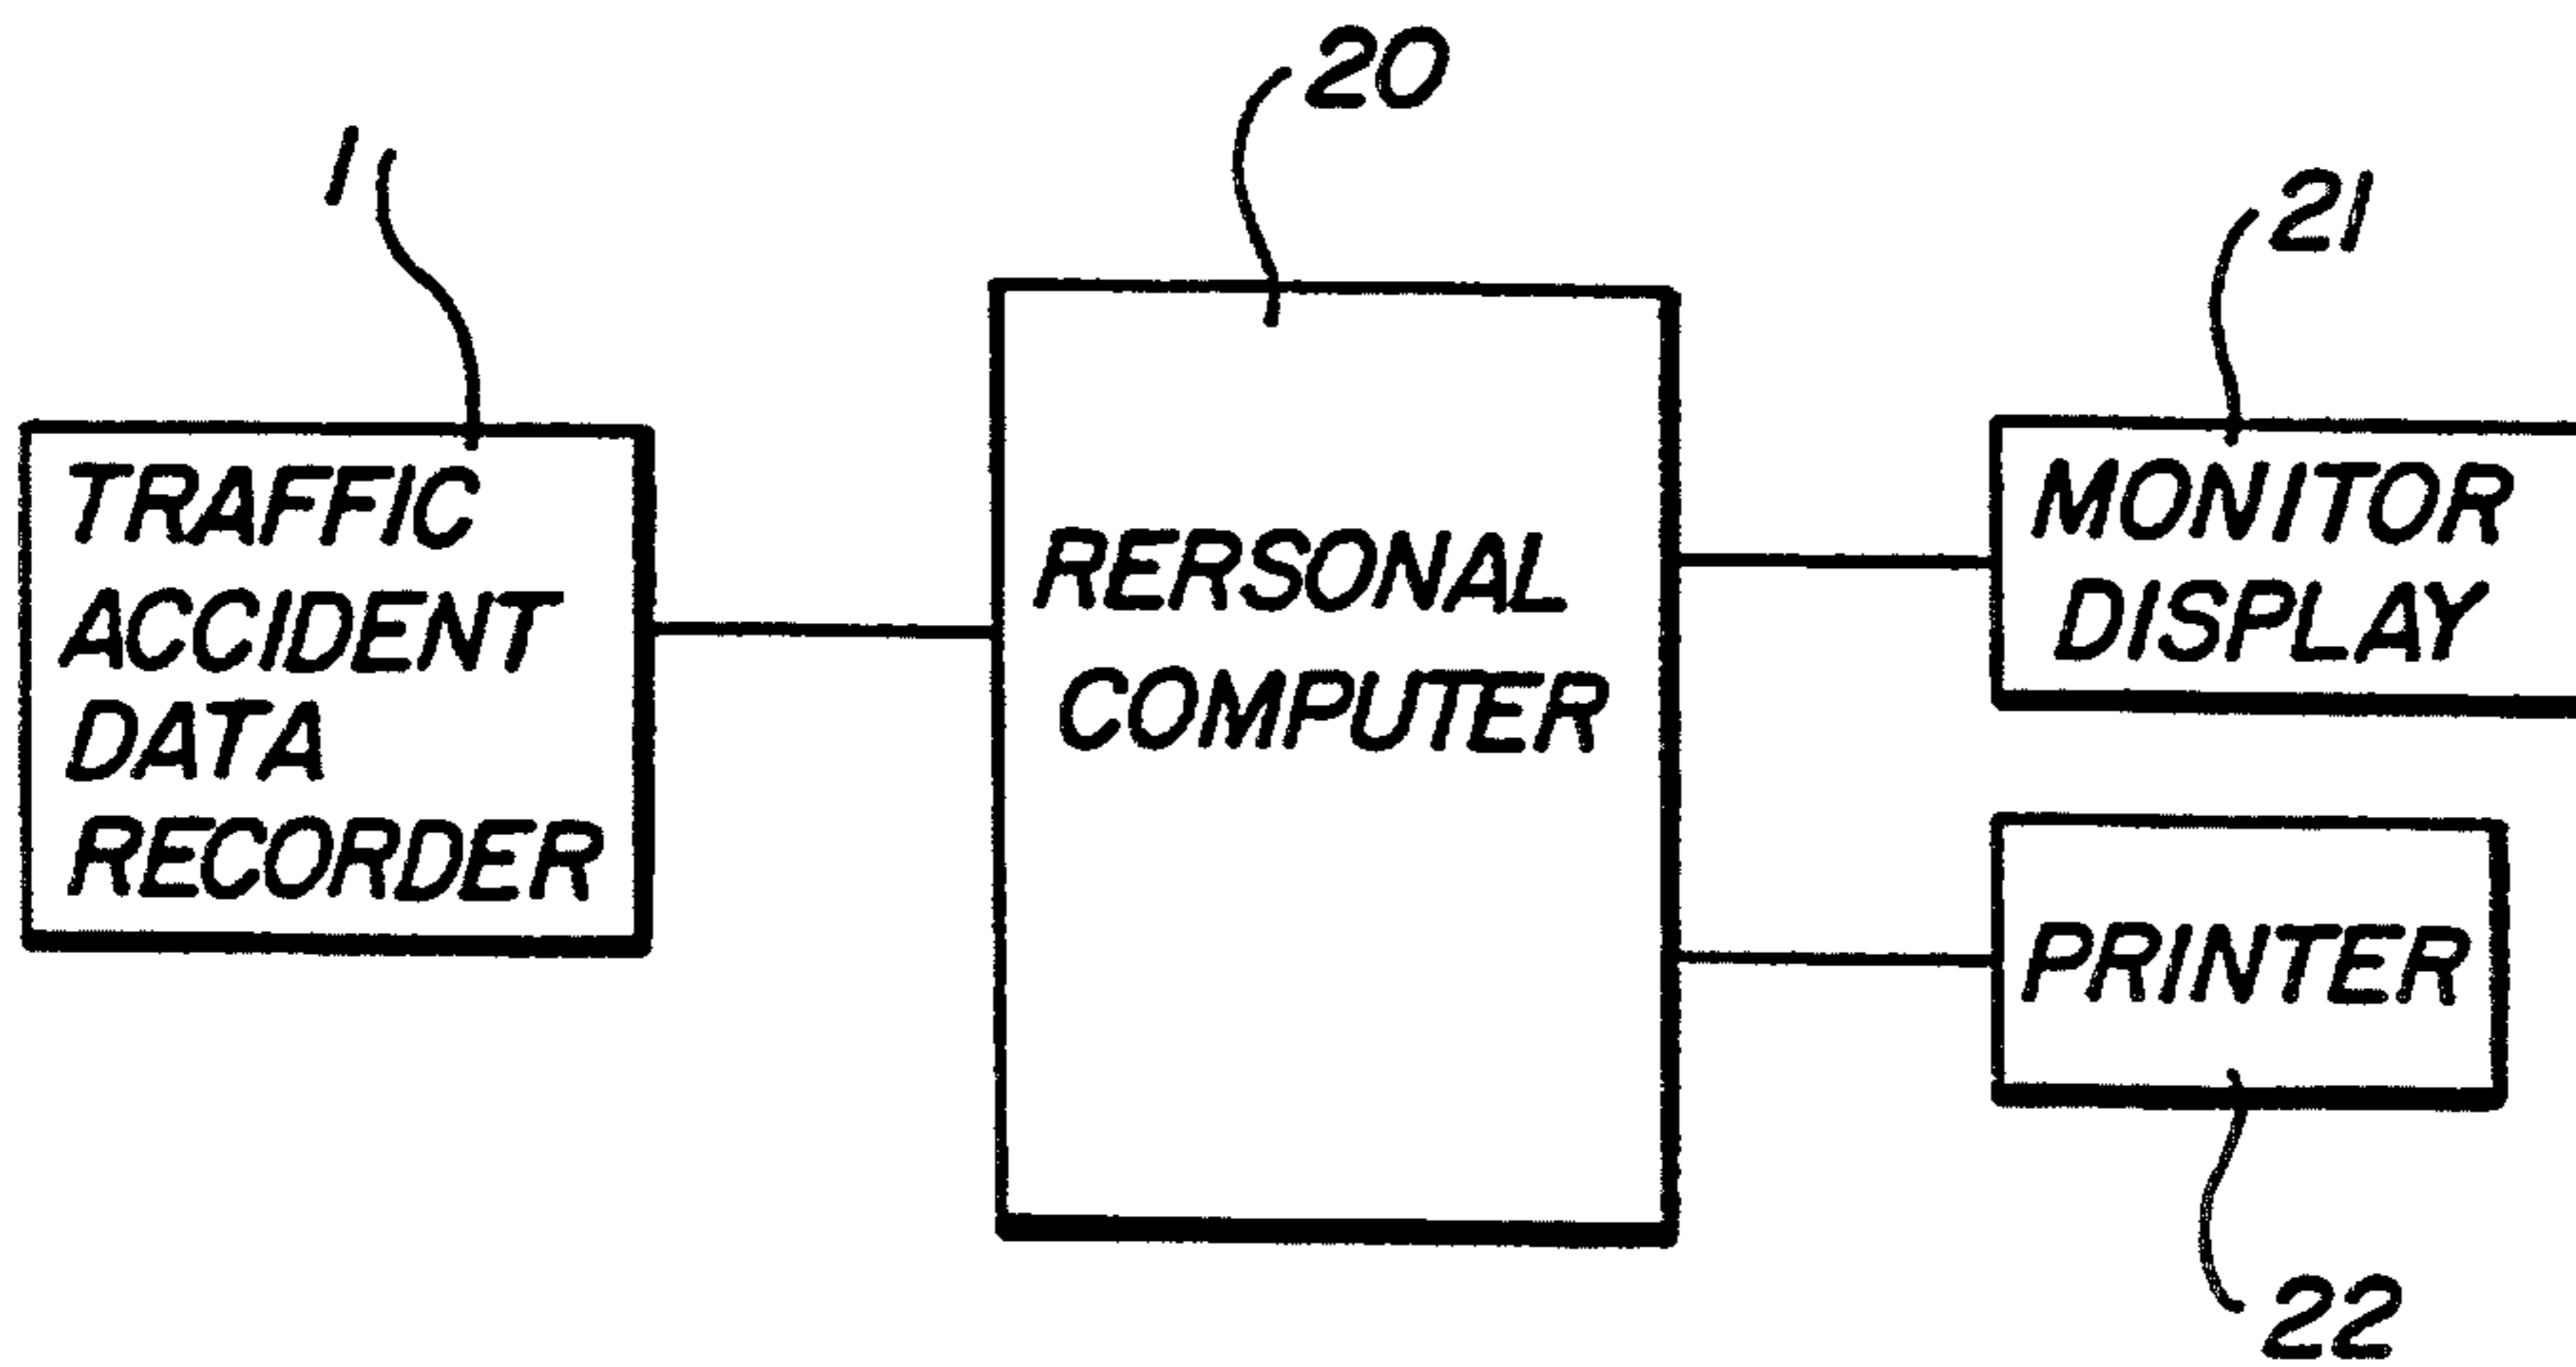 1
20
21
TRAFFIC
ACCIDENT
DATA
RECORDER
RERSONAL
COMPUTER
MONITOR
DISPLAY
PRINTER
22